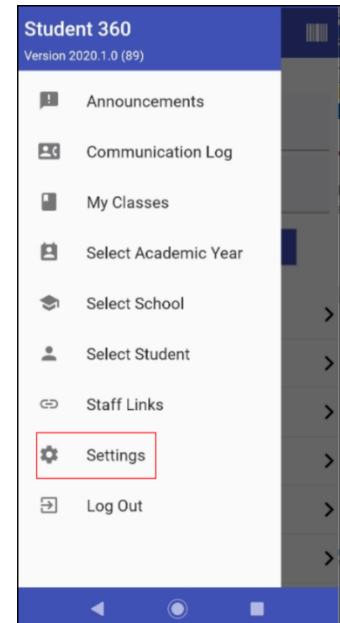 Student 360
Version 2020.1.0 (89)
Announcements
Communication Log
My Classes
Select Academic Year
Select School
Select Student
Staff Links
Settings
Log Out